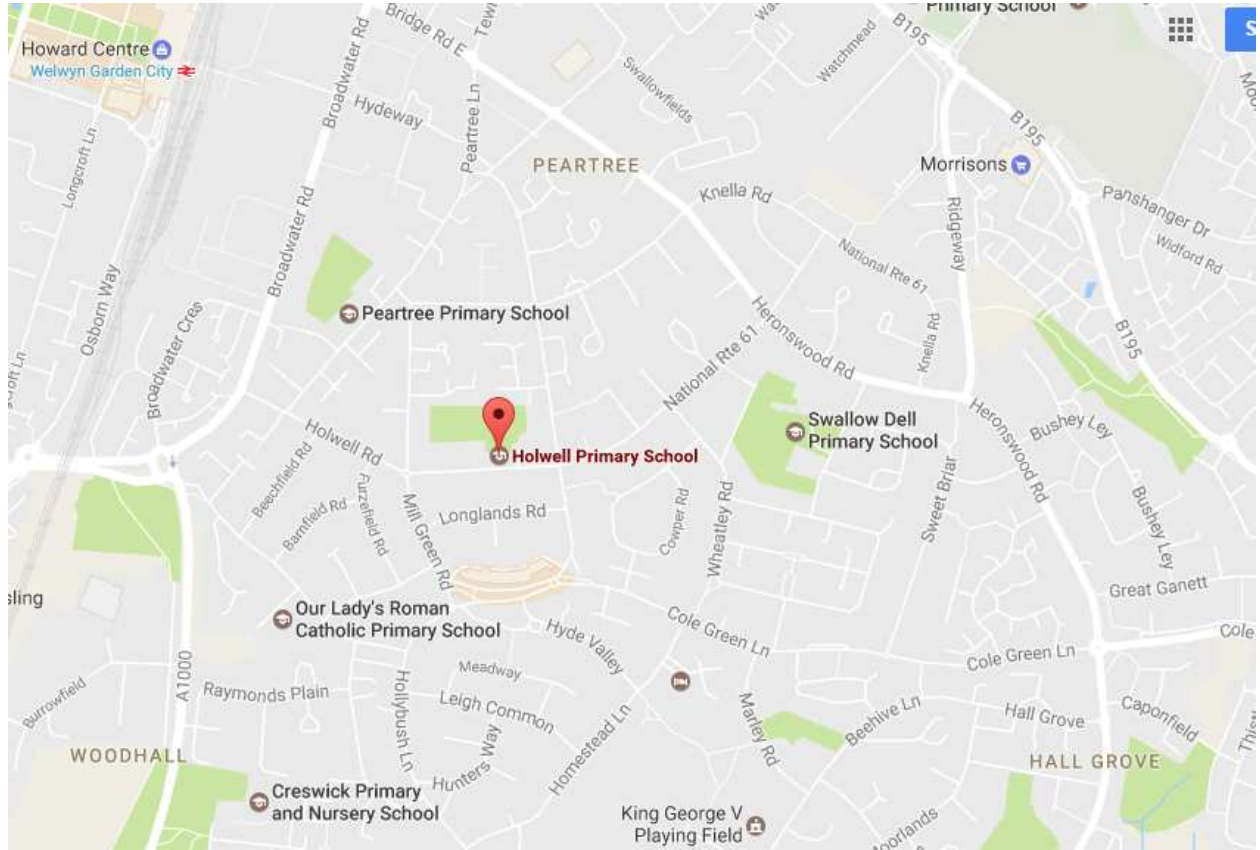 Primary School
Howard Centre
Welwyn Garden City
Broadwater Rd
Bridge Rd E
B195
Watchmead
Swallowfields
Hydeway
Peartree Ln
Longcroft Ln
PEARTREE
Morrisons
B195
Knella Rd
Panshanger Dr
Ridgeway
Widford Rd
Broadwater Rd
National Rte 61
Osborn Way
Peartree Primary School
Heronswood Rd
B195
Knella Rd
Broadwater Cres
National Rte 61
Swallow Dell
Primary School
Heronswood Rd
Bushey Ley
Holwell Rd
Holwell Primary School
Beechfield Rd
Furzefield Rd
Barnfield Rd
Mill Green Rd
Longlands Rd
Cowper Rd
Wheatley Rd
Sweet Briar
Bushey Ley
Great Ganett
Our Lady's Roman
Catholic Primary School
Hyde Valley
Cole Green Ln
Cole
Cole Green Ln
A1000
Meadway
Raymonds Plain
Hollybush Ln
Leigh Common
Burrowfield
Homestead Ln
Marley Rd
Beehive Ln
Hall Grove
Caponfield
WOODHALL
Hunters Way
HALL GROVE
Creswick Primary
and Nursery School
King George V
Playing Field